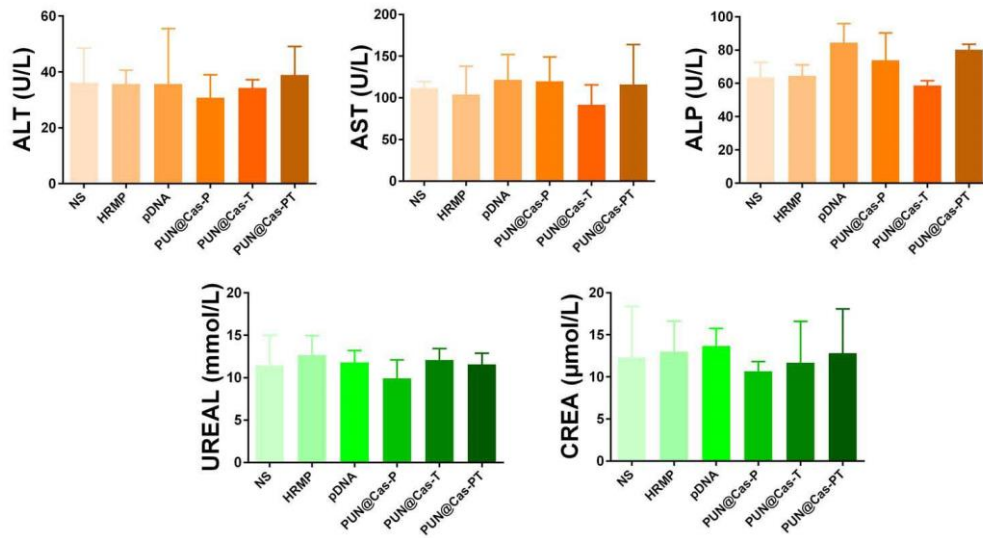 ALT (U/L)
60
40
20
0
NS
HRMP
pDNA
PUN@Cas-P
PUN@Cas-T
PUN@Cas-PT
AST (U/L)
200
150
100
50
0
NS
HRMP
pDNA
PUN@Cas-P
PUN@Cas-T
PUN@Cas-PT
ALP (U/L)
100
80
60
40
20
0
NS
HRMP
pDNA
PUN@Cas-P
PUN@Cas-T
PUN@Cas-PT
UREAL (mmol/L)
20
15
10
5
0
NS
HRMP
pDNA
PUN@Cas-P
PUN@Cas-T
PUN@Cas-PT
CREA (μmol/L)
20
15
10
5
0
NS
HRMP
pDNA
PUN@Cas-P
PUN@Cas-T
PUN@Cas-PT